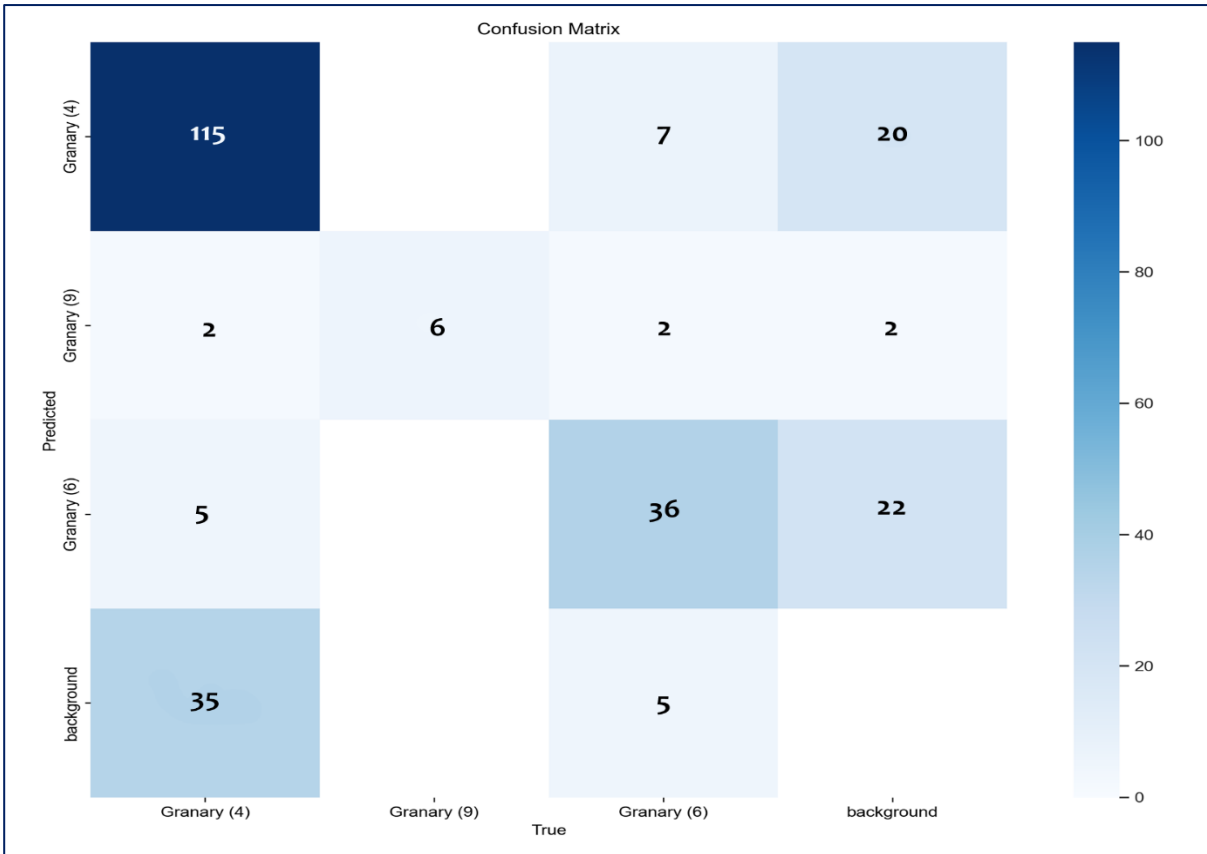 Confusion Matrix
Granary (4)
115
7
20
100
80
Granary (9)
2
6
2
2
60
Predicted
Granary (6)
5
36
22
40
20
background
35
5
0
Granary (4)
Granary (9)
Granary (6)
background
True